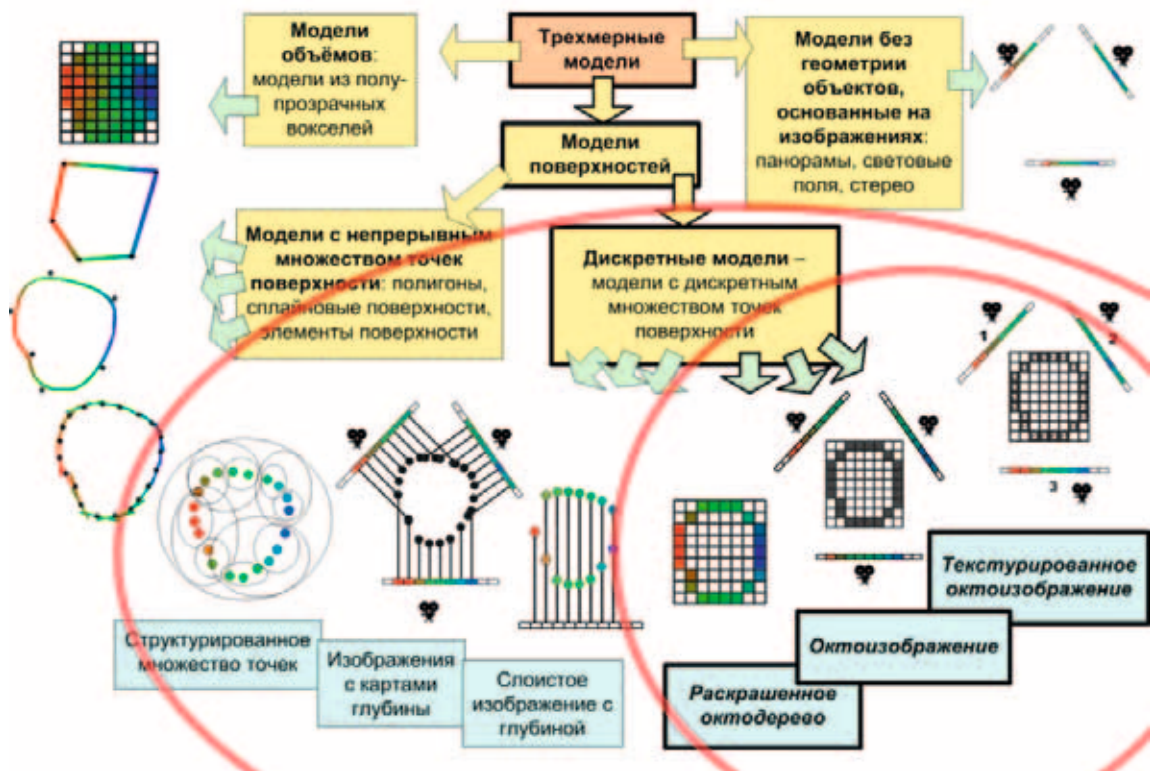 Трехмерные
модели
Модели
объёмов:
модели из полу-
прозрачных
вокселей
Модели без
геометрии
объектов,
основанные на
изображениях:
панорамы, световые
поля, стерео
Модели
поверхностей
Модели с непрерывным
множеством точек
поверхности: полигоны,
сплайновые поверхности,
элементы поверхности
Дискретные модели –
модели с дискретным
множеством точек
поверхности
1
2
3
Структурированное
множество точек
Изображения
с картами
глубины
Слоистое
изображение с
глубиной
Раскрашенное
октодерево
Октоизображение
Текстурированное
октоизображение